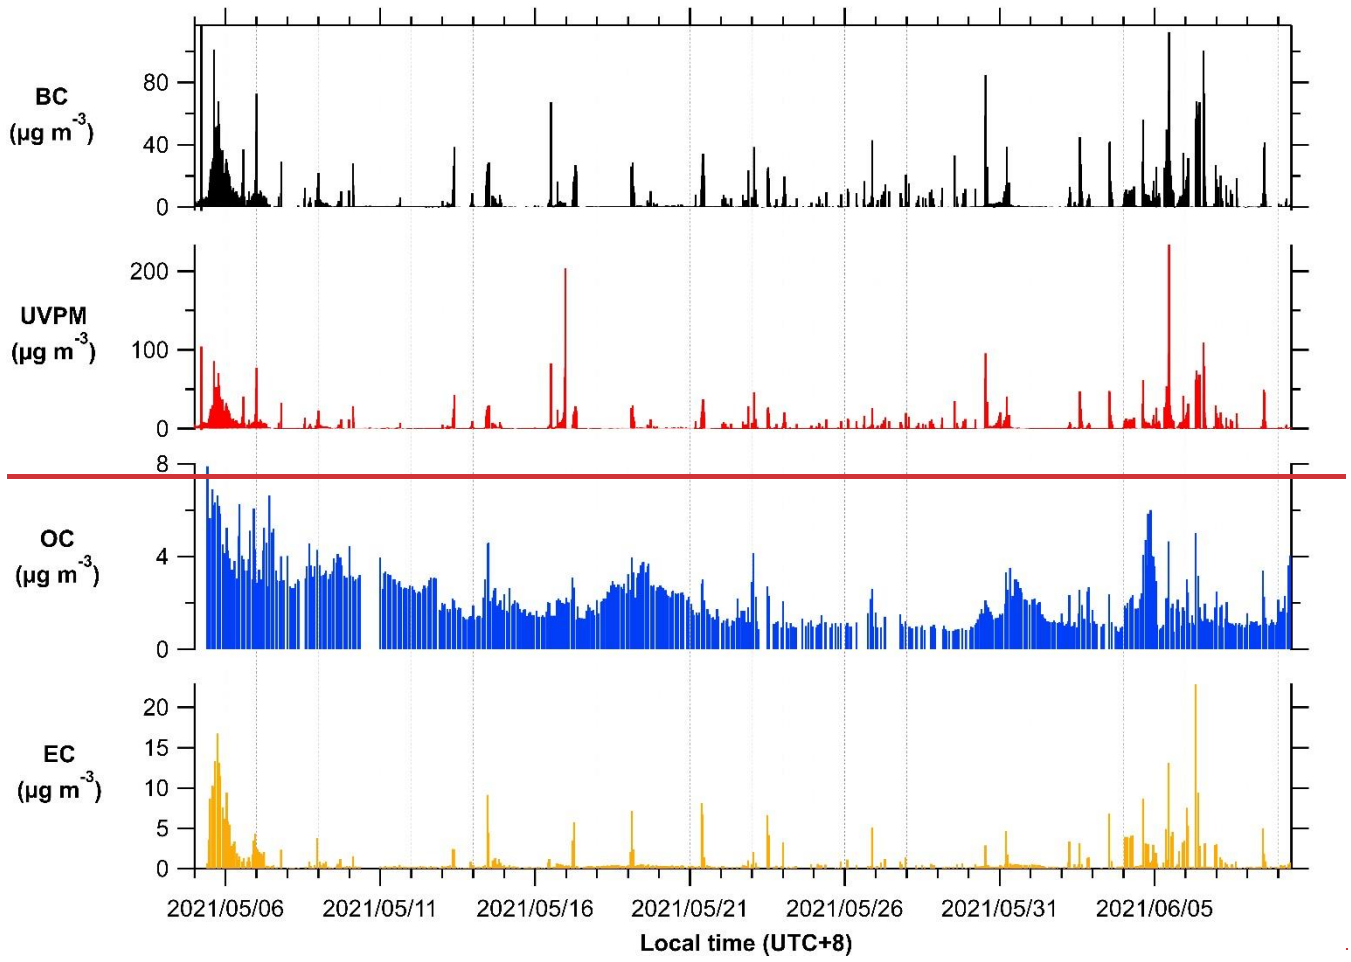 BC
(µg m-3)
80
40
0
UVPM
(µg m-3)
200
100
0
OC
(µg m-3)
8
4
0
EC
(µg m-3)
20
15
10
5
0
2021/05/06 2021/05/11 2021/05/16 2021/05/21 2021/05/26 2021/05/31 2021/06/05
Local time (UTC+8)